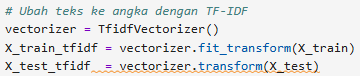 # Ubah teks ke angka dengan TF-IDF
vectorizer = TfidfVectorizer()
X_train_tfidf = vectorizer.fit_transform(X_train)
X_test_tfidf  = vectorizer.transform(X_test)